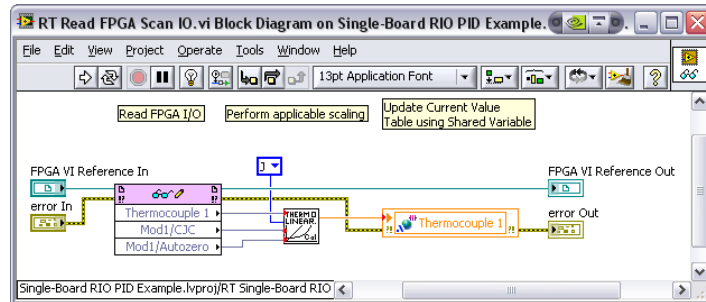 RT Read FPGA Scan IO.vi Block Diagram on Single-Board RIO PID Example.
File Edit View Project Operate Tools Window Help
13pt Application Font
Read FPGA I/O
Perform applicable scaling
Update Current Value
Table using Shared Variable
FPGA VI Reference In
J
FPGA VI Reference Out
error In
error Out
Thermocouple 1
Mod1/CJC
Mod1/Autozero
THERMO
LINEAR.
Cal
Thermocouple 1
Single-Board RIO PID Example.lvproj/RT Single-Board RIO